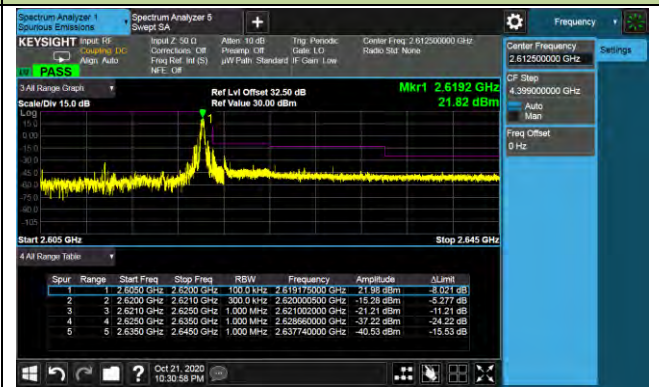 Spectrum Analyzer 1
Spurious Emissions
Spectrum Analyzer 5
Swept SA
Frequency
KEYSIGHT
Input: RF
Coupling: DC
Align: Auto
Input Z: 50 Ω
Corrections: Off
Freq Ref: Int (S)
NFE: Off
Atten: 10 dB
Preamp: Off
µW Path: Standard
Trig: Periodic
Gate: LO
IF Gain: Low
Center Freq: 2.612500000 GHz
Radio Std: None
PASS
Center Frequency
2.612500000 GHz
Settings
CF Step
4.399000000 GHz
Auto
Man
Freq Offset
0 Hz
3 All Range Graph
Scale/Div 15.0 dB
Ref Lvl Offset 32.50 dB
Ref Value 30.00 dBm
Mkr1 2.6192 GHz
21.82 dBm
Log
15.0
0.00
-15.0
-30.0
-45.0
-60.0
-75.0
-90.0
-105
1
Start 2.605 GHz
Stop 2.645 GHz
4 All Range Table
Spur Range Start Freq Stop Freq RBW Frequency Amplitude ΔLimit
1 1 2.6050 GHz 2.6200 GHz 100.0 kHz 2.619175000 GHz 21.98 dBm -8.021 dB
2 2 2.6200 GHz 2.6210 GHz 300.0 kHz 2.620000500 GHz -15.28 dBm -5.277 dB
3 3 2.6210 GHz 2.6250 GHz 1.000 MHz 2.621002000 GHz -21.21 dBm -11.21 dB
4 4 2.6250 GHz 2.6350 GHz 1.000 MHz 2.628660000 GHz -37.22 dBm -24.22 dB
5 5 2.6350 GHz 2.6450 GHz 1.000 MHz 2.637740000 GHz -40.53 dBm -15.53 dB
?
Oct 21, 2020
10:30:58 PM